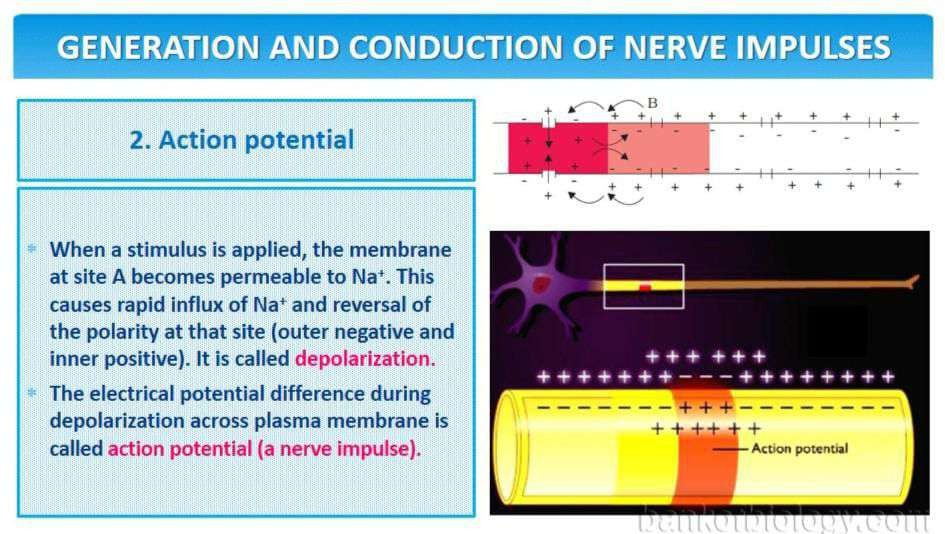 GENERATION AND CONDUCTION OF NERVE IMPULSES
2. Action potential
* When a stimulus is applied, the membrane
at site A becomes permeable to Na⁺. This
causes rapid influx of Na⁺ and reversal of
the polarity at that site (outer negative and
inner positive). It is called depolarization.
* The electrical potential difference during
depolarization across plasma membrane is
called action potential (a nerve impulse).
B
Action potential
bankofbiology.com